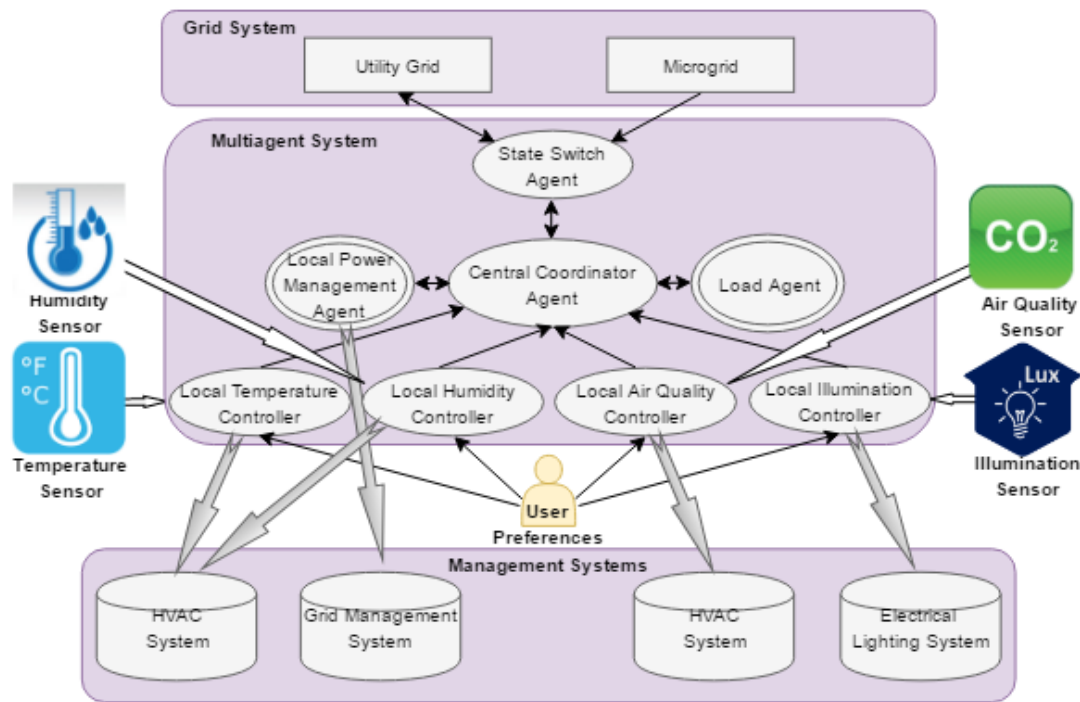 Grid System
Utility Grid
Microgrid
Multiagent System
State Switch
Agent
Local Power
Management
Agent
Central Coordinator
Agent
Load Agent
Humidity
Sensor
CO2
Air Quality
Sensor
°F
°C
Temperature
Sensor
Local Temperature
Controller
Local Humidity
Controller
Local Air Quality
Controller
Local Illumination
Controller
Lux
Illumination
Sensor
User
Preferences
Management Systems
HVAC
System
Grid Management
System
HVAC
System
Electrical
Lighting System